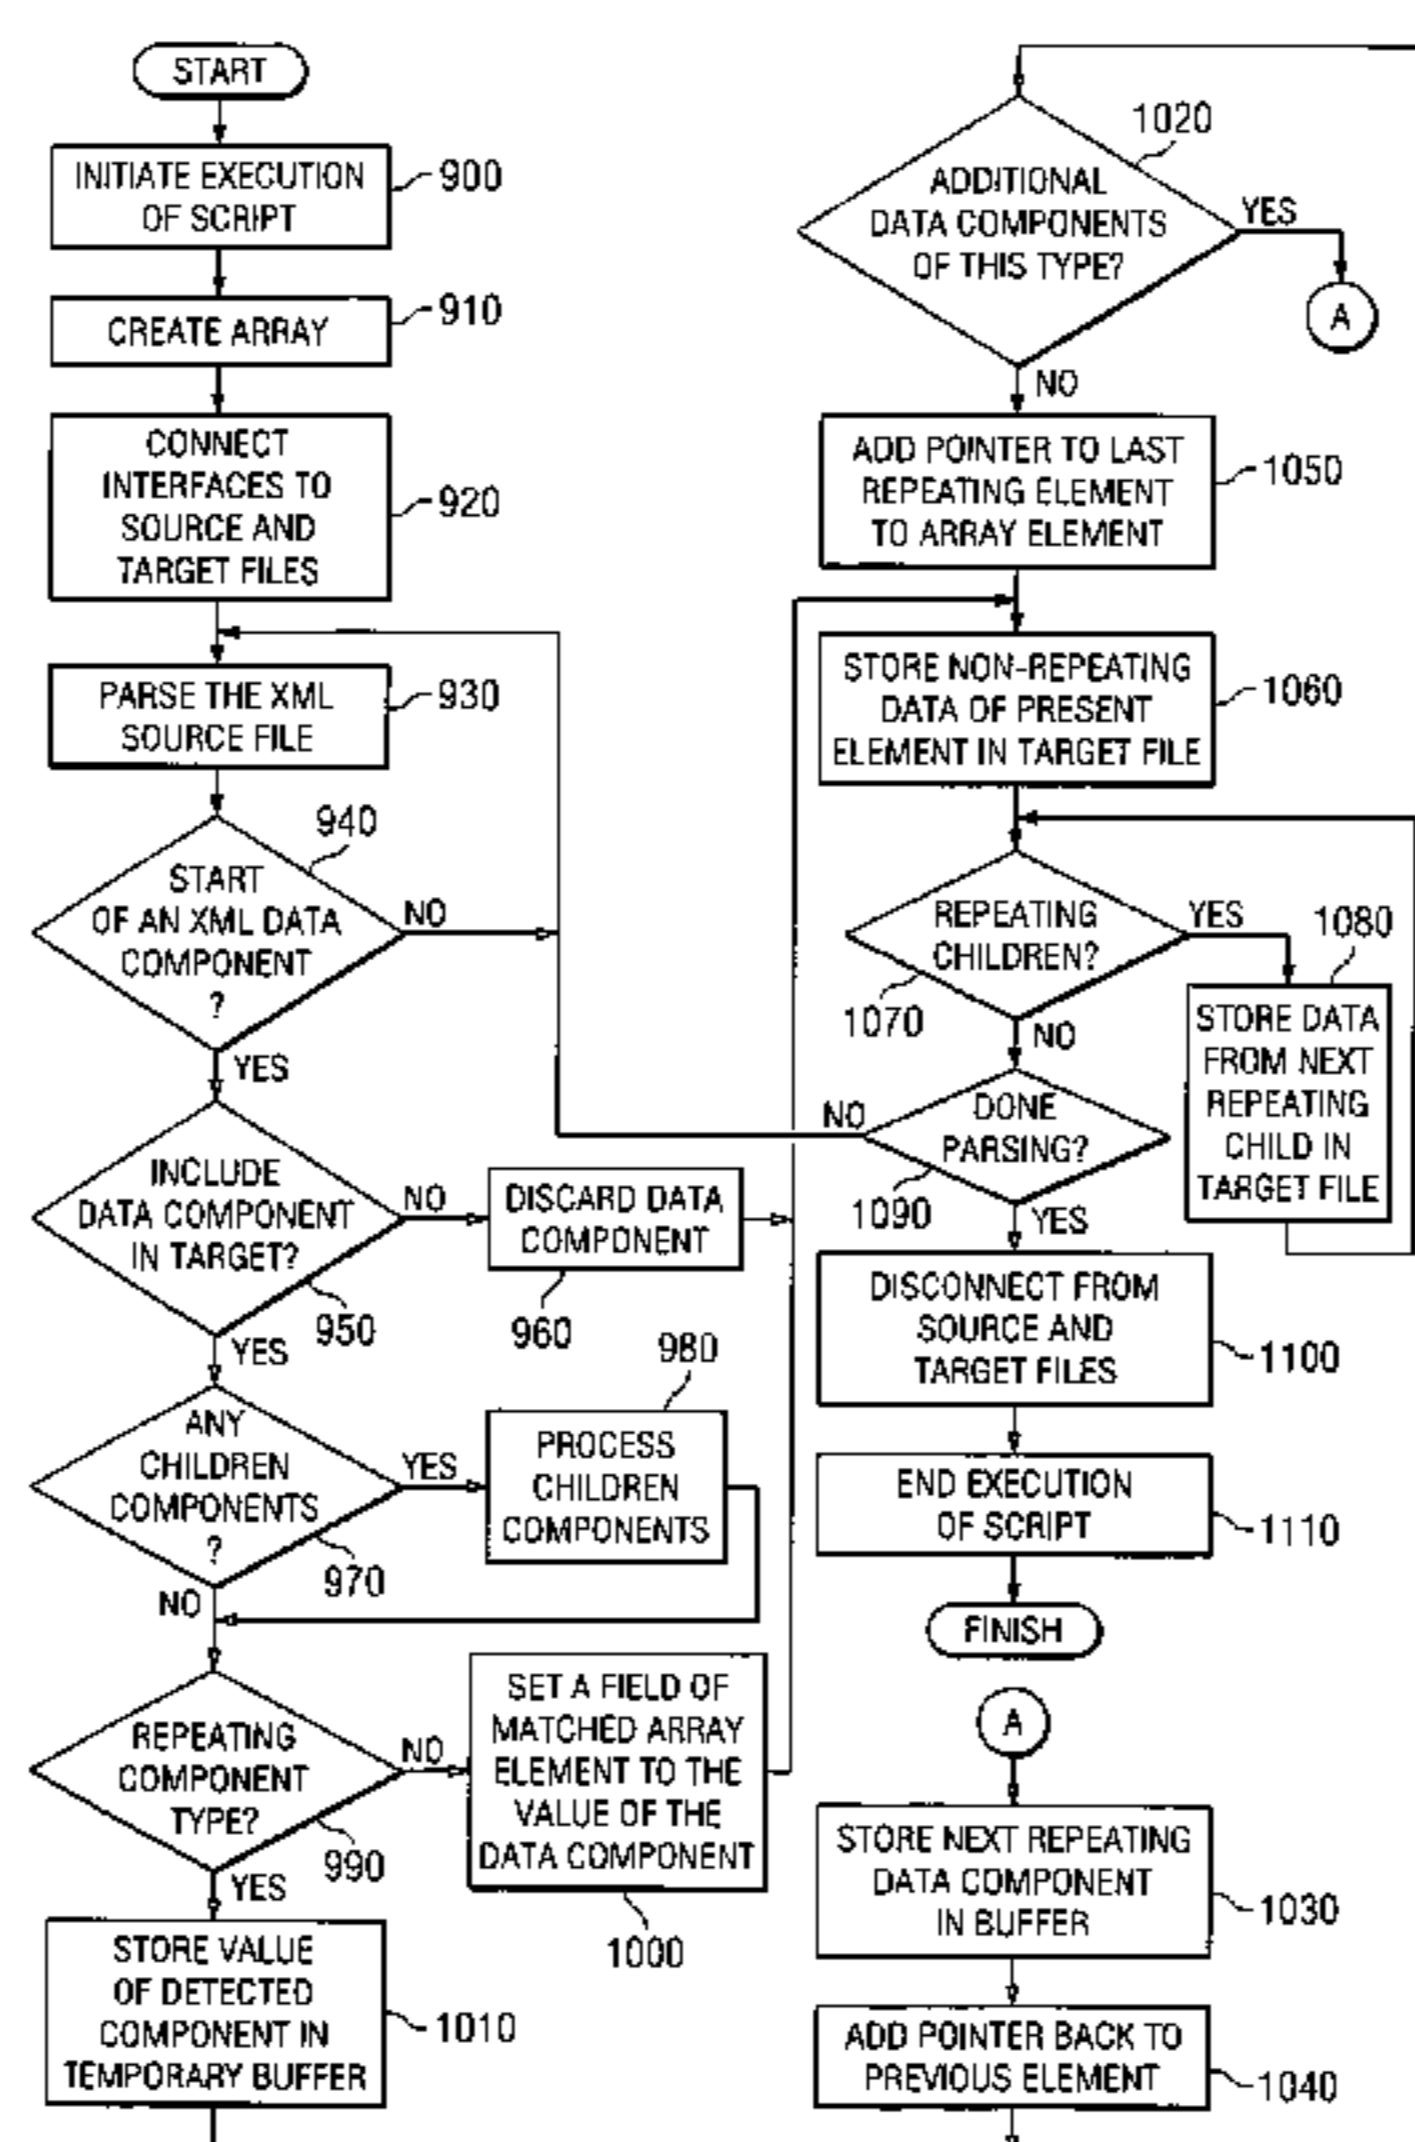 START
INITIATE EXECUTION
OF SCRIPT
900
CREATE ARRAY
910
CONNECT
INTERFACES TO
SOURCE AND
TARGET FILES
920
PARSE THE XML
SOURCE FILE
930
940
START
OF AN XML DATA
COMPONENT
?
NO
YES
INCLUDE
DATA COMPONENT
IN TARGET?
950
NO
DISCARD DATA
COMPONENT
960
YES
ANY
CHILDREN
COMPONENTS
?
970
YES
980
PROCESS
CHILDREN
COMPONENTS
NO
REPEATING
COMPONENT
TYPE?
990
NO
SET A FIELD OF
MATCHED ARRAY
ELEMENT TO THE
VALUE OF THE
DATA COMPONENT
1000
YES
STORE VALUE
OF DETECTED
COMPONENT IN
TEMPORARY BUFFER
1010
1020
ADDITIONAL
DATA COMPONENTS
OF THIS TYPE?
YES
A
NO
ADD POINTER TO LAST
REPEATING ELEMENT
TO ARRAY ELEMENT
1050
STORE NON-REPEATING
DATA OF PRESENT
ELEMENT IN TARGET FILE
1060
REPEATING
CHILDREN?
1070
YES
1080
STORE DATA
FROM NEXT
REPEATING
CHILD IN
TARGET FILE
NO
DONE
PARSING?
1090
NO
YES
DISCONNECT FROM
SOURCE AND
TARGET FILES
1100
END EXECUTION
OF SCRIPT
1110
FINISH
A
STORE NEXT REPEATING
DATA COMPONENT
IN BUFFER
1030
ADD POINTER BACK TO
PREVIOUS ELEMENT
1040